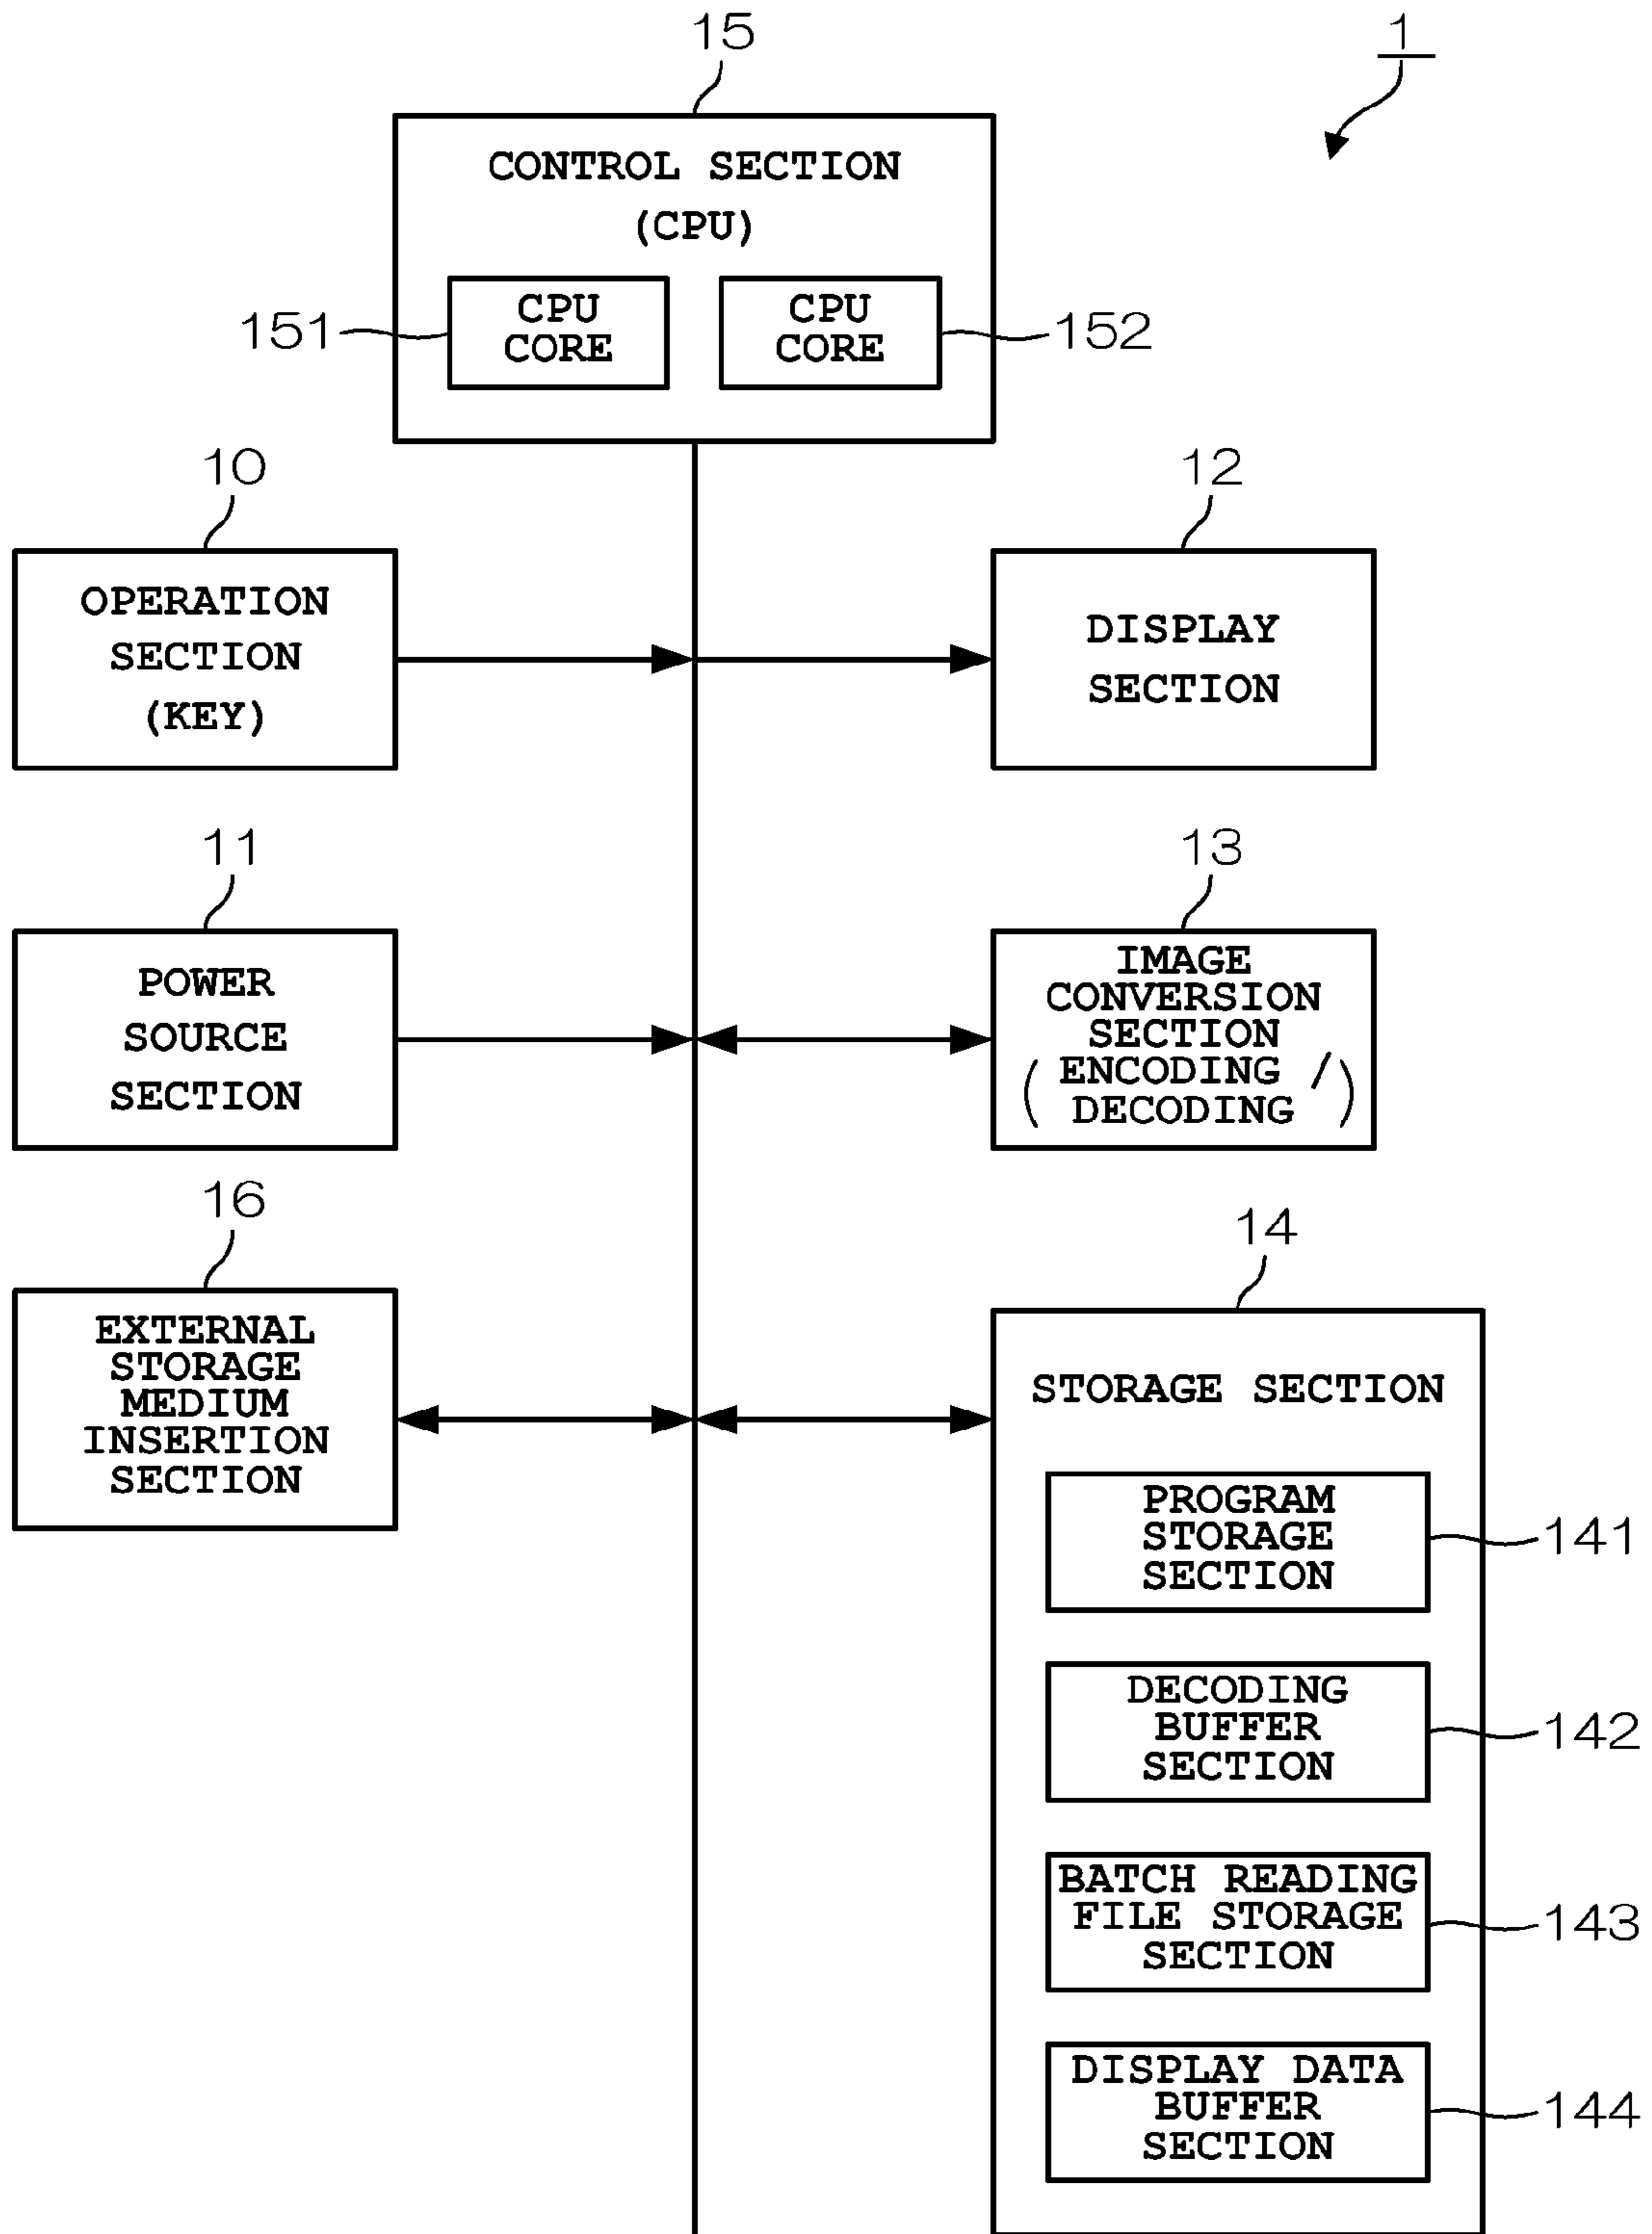 15
1
CONTROL SECTION
(CPU)
CPU
CORE
CPU
CORE
151
152
10
OPERATION
SECTION
(KEY)
12
DISPLAY
SECTION
11
POWER
SOURCE
SECTION
13
IMAGE
CONVERSION
SECTION
(ENCODING /
DECODING)
16
EXTERNAL
STORAGE
MEDIUM
INSERTION
SECTION
14
STORAGE SECTION
PROGRAM
STORAGE
SECTION
141
DECODING
BUFFER
SECTION
142
BATCH READING
FILE STORAGE
SECTION
143
DISPLAY DATA
BUFFER
SECTION
144